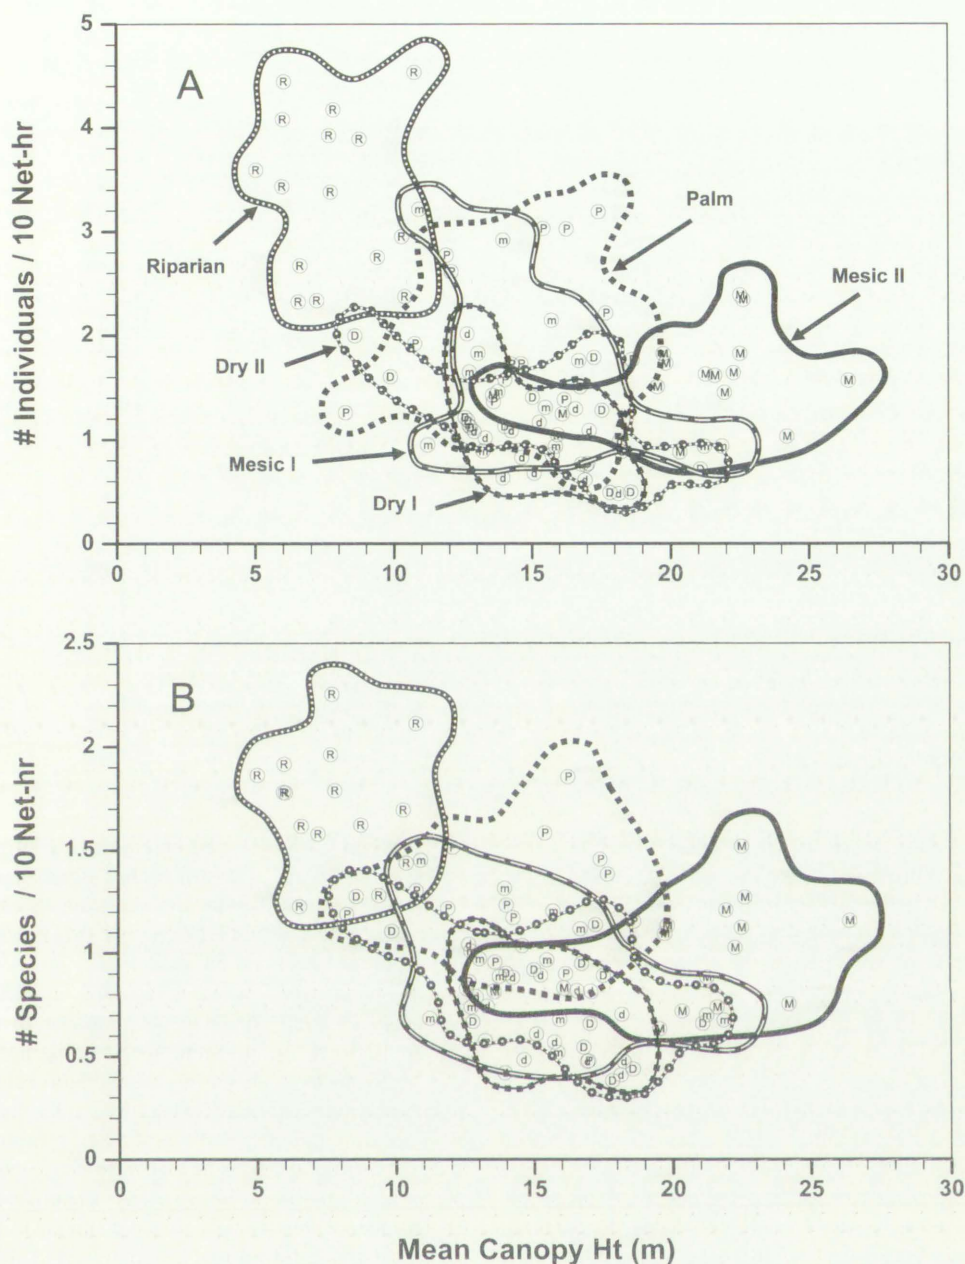 A
# Individuals / 10 Net-hr
5
4
3
2
1
0
Riparian
Palm
Mesic II
Dry II
Mesic I
Dry I
0 5 10 15 20 25 30
B
# Species / 10 Net-hr
2.5
2
1.5
1
0.5
0
0 5 10 15 20 25 30
Mean Canopy Ht (m)